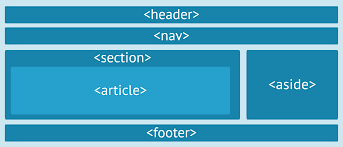 <header>
<nav>
<section>
<article>
<aside>
<footer>